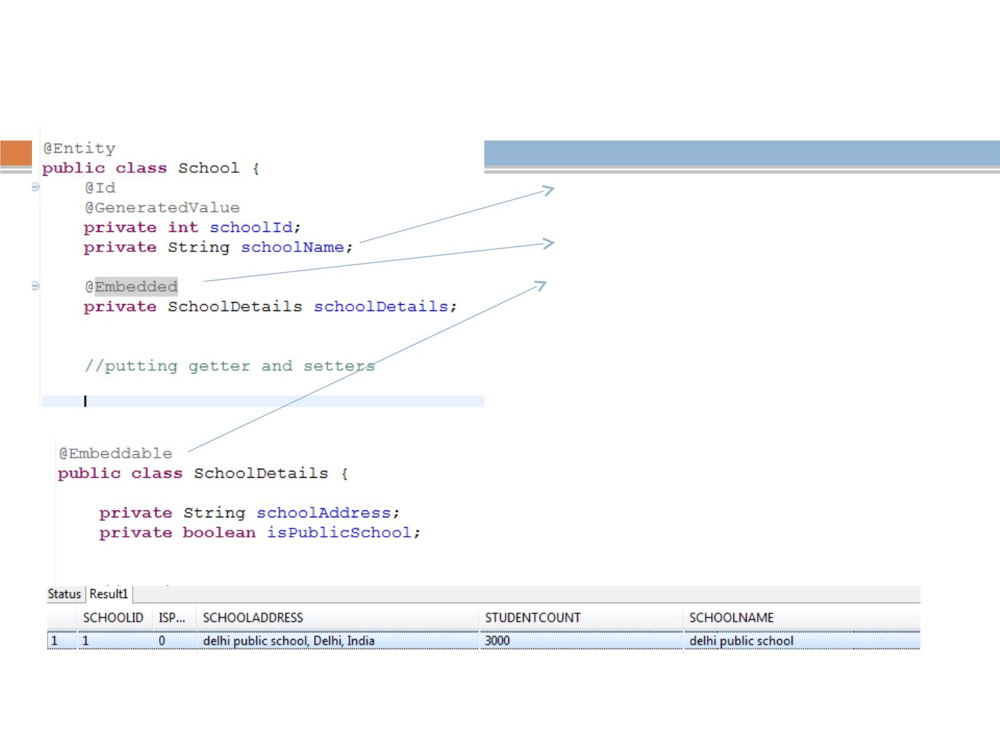 @Entity
public class School {
@Id
@GeneratedValue
private int schoolId;
private String schoolName;
@Embedded
private SchoolDetails schoolDetails;
//putting getter and setters
@Embeddable
public class SchoolDetails {
private String schoolAddress;
private boolean isPublicSchool;
Status Result1
SCHOOLID ISP... SCHOOLADDRESS STUDENTCOUNT SCHOOLNAME
1 1 0 delhi public school, Delhi, India 3000 delhi public school